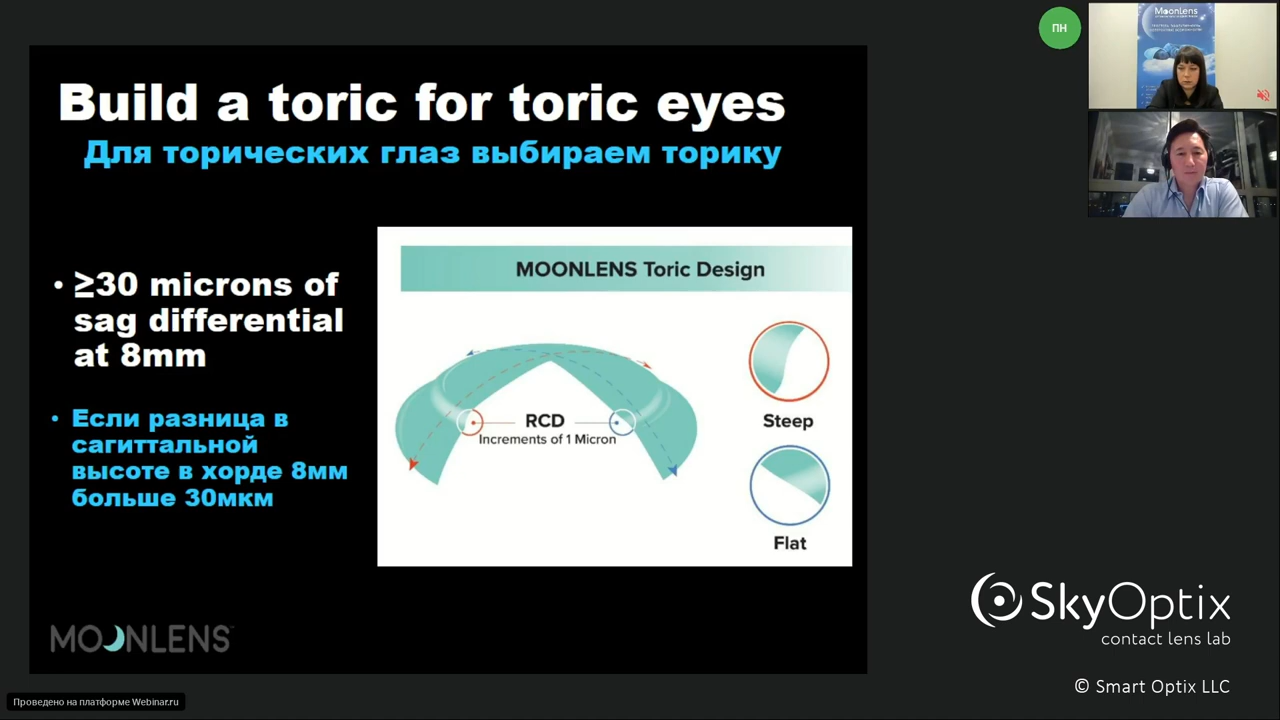 Build a toric for toric eyes
Для торических глаз выбираем торику
• ≥30 microns of
sag differential
at 8mm
• Если разница в
сагиттальной
высоте в хорде 8мм
больше 30мкм
MOONLENS Toric Design
RCD
Increments of 1 Micron
Steep
Flat
MOONLENS
ПН
MOONLENS
SkyOptix
contact lens lab
© Smart Optix LLC
Проведено на платформе Webinar.ru